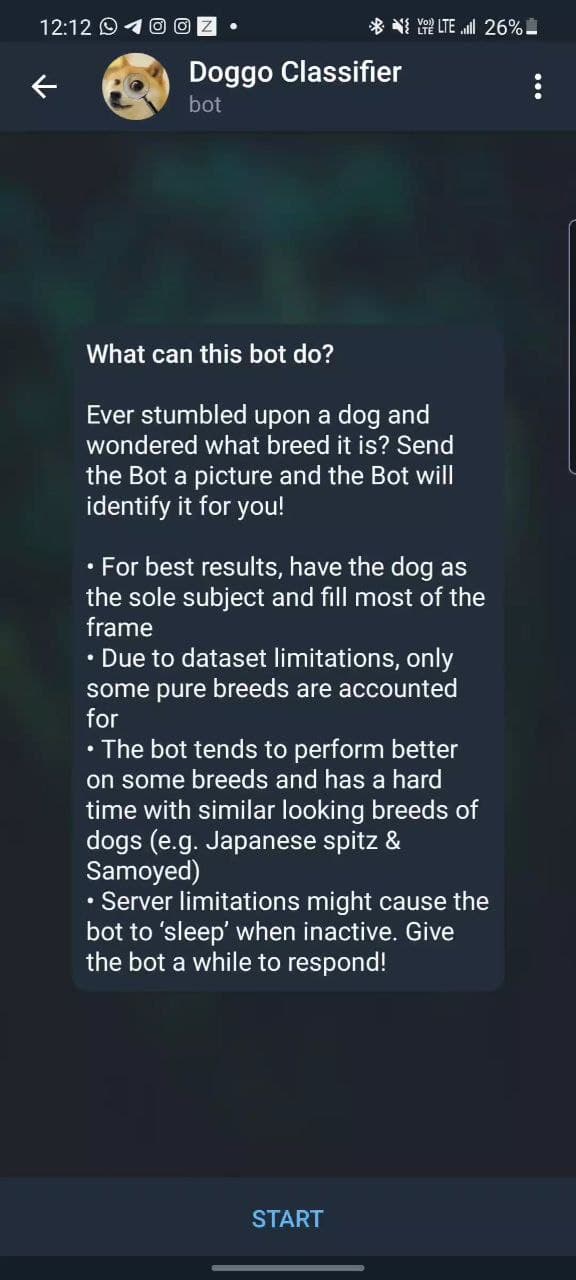 12:12 Z LTE 26%
Doggo Classifier
bot
What can this bot do?
Ever stumbled upon a dog and
wondered what breed it is? Send
the Bot a picture and the Bot will
identify it for you!
• For best results, have the dog as
the sole subject and fill most of the
frame
• Due to dataset limitations, only
some pure breeds are accounted
for
• The bot tends to perform better
on some breeds and has a hard
time with similar looking breeds of
dogs (e.g. Japanese spitz &
Samoyed)
• Server limitations might cause the
bot to ‘sleep’ when inactive. Give
the bot a while to respond!
START